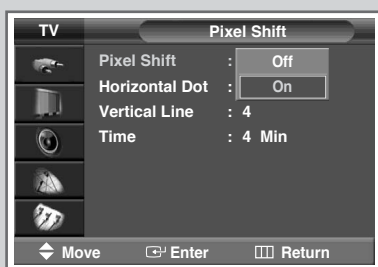 TV Pixel Shift
Pixel Shift : Off
Horizontal Dot : On
Vertical Line : 4
Time : 4 Min
Move Enter Return